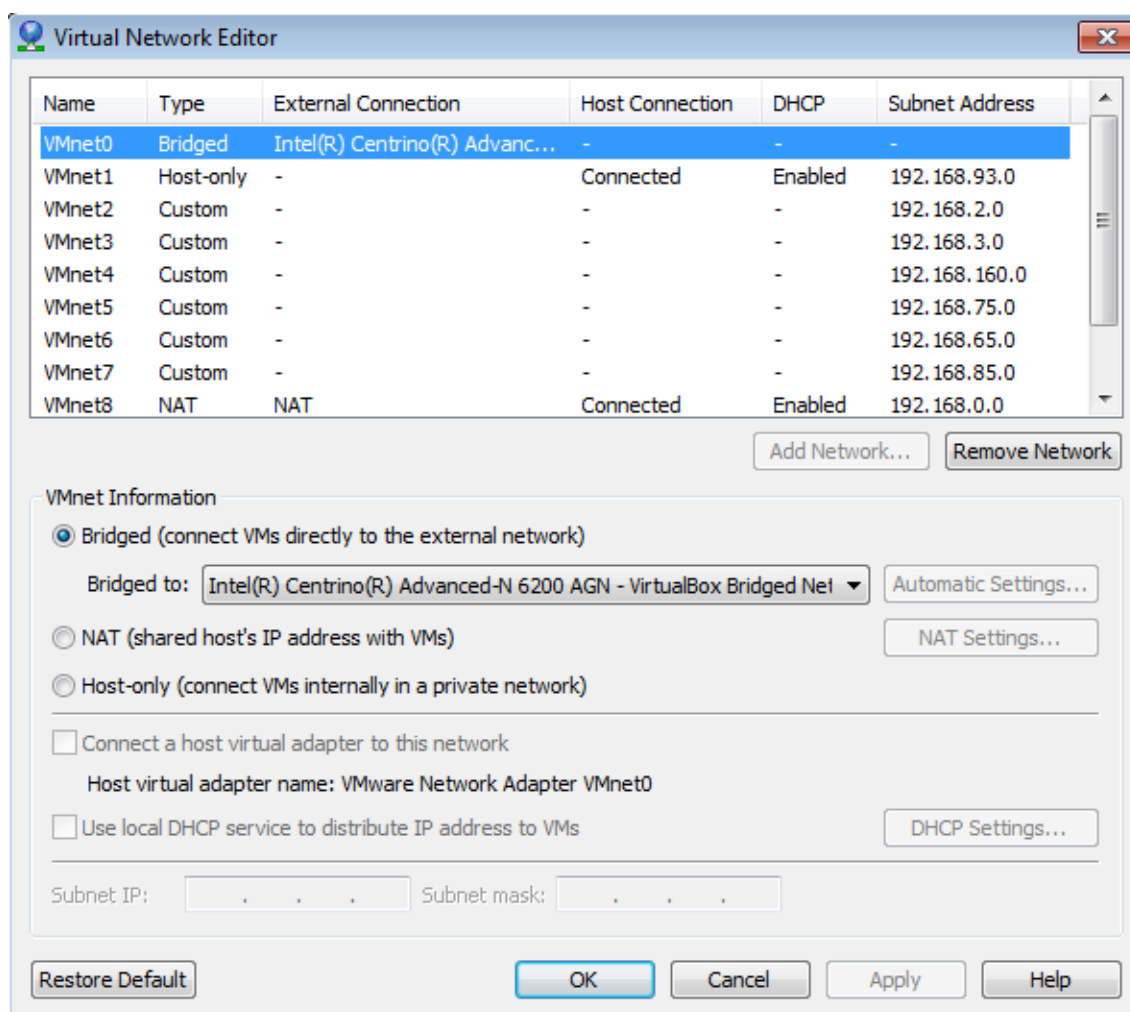 Virtual Network Editor
Name Type External Connection Host Connection DHCP Subnet Address
VMnet0 Bridged Intel(R) Centrino(R) Advanc... - - -
VMnet1 Host-only - Connected Enabled 192.168.93.0
VMnet2 Custom - - - 192.168.2.0
VMnet3 Custom - - - 192.168.3.0
VMnet4 Custom - - - 192.168.160.0
VMnet5 Custom - - - 192.168.75.0
VMnet6 Custom - - - 192.168.65.0
VMnet7 Custom - - - 192.168.85.0
VMnet8 NAT NAT Connected Enabled 192.168.0.0
Add Network... Remove Network
VMnet Information
Bridged (connect VMs directly to the external network)
Bridged to: Intel(R) Centrino(R) Advanced-N 6200 AGN - VirtualBox Bridged Net Automatic Settings...
NAT (shared host's IP address with VMs) NAT Settings...
Host-only (connect VMs internally in a private network)
Connect a host virtual adapter to this network
Host virtual adapter name: VMware Network Adapter VMnet0
Use local DHCP service to distribute IP address to VMs DHCP Settings...
Subnet IP: . . . Subnet mask: . . .
Restore Default OK Cancel Apply Help